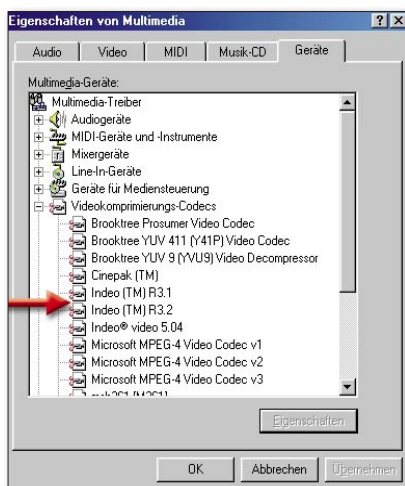 Eigenschaften von Multimedia
Audio Video MIDI Musik-CD Geräte
Multimedia-Geräte:
Multimedia-Treiber
Audiogeräte
MIDI-Geräte und -Instrumente
Mixergeräte
Line-In-Geräte
Geräte für Mediensteuerung
Videokomprimierungs-Codecs
Brooktree Prosumer Video Codec
Brooktree YUV 411 (Y41P) Video Codec
Brooktree YUV 9 (YVU9) Video Decompressor
Cinepak (TM)
Indeo (TM) R3.1
Indeo (TM) R3.2
Indeo® video 5.04
Microsoft MPEG-4 Video Codec v1
Microsoft MPEG-4 Video Codec v2
Microsoft MPEG-4 Video Codec v3
Eigenschaften
OK Abbrechen Übernehmen